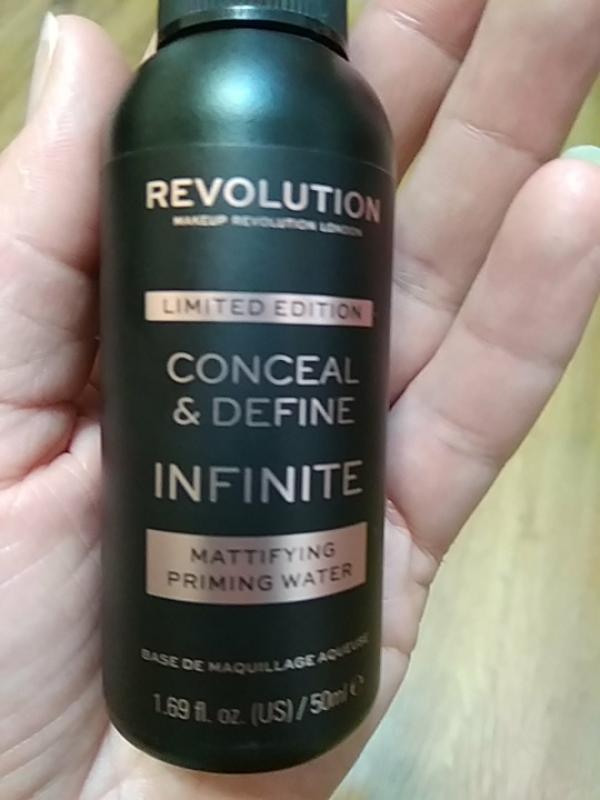 REVOLUTION
MAKEUP REVOLUTION LONDON
LIMITED EDITION
CONCEAL
& DEFINE
INFINITE
MATTIFYING
PRIMING WATER
BASE DE MAQUILLAGE AQUEUSE
1.69 fl. oz. (US) / 50ml ℮